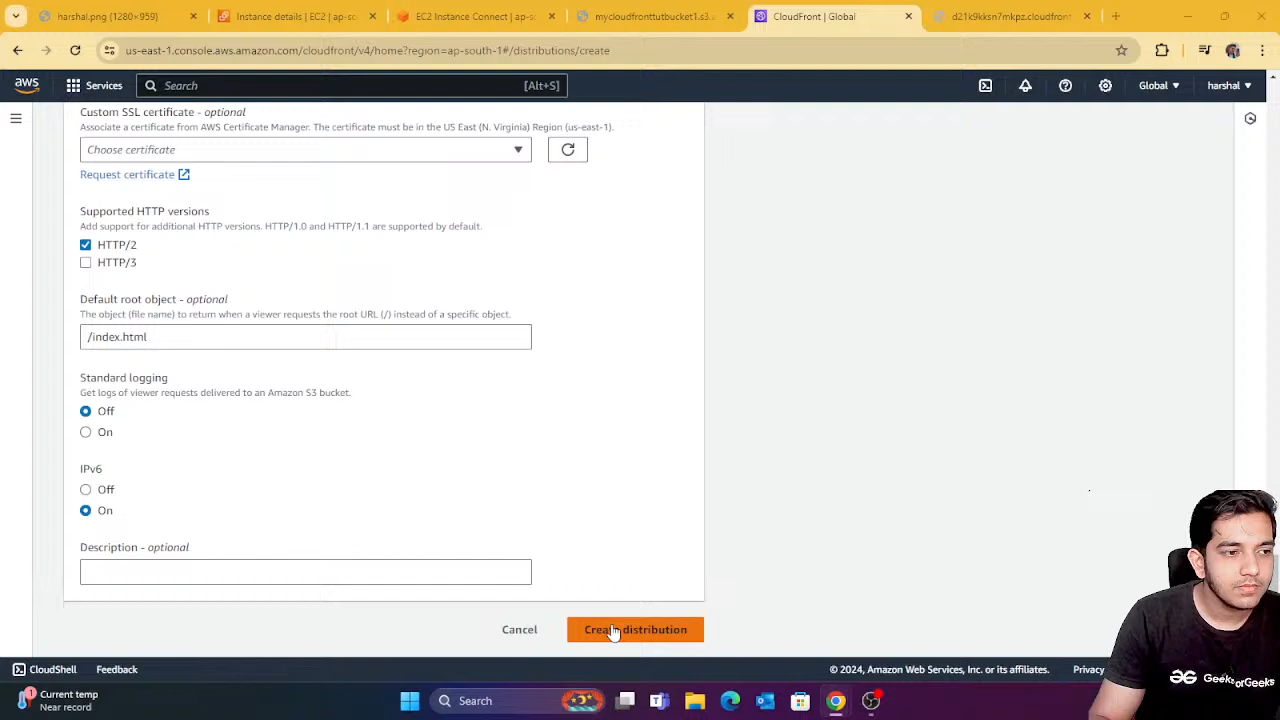 harshal.png (1280×959)
Instance details | EC2 | ap-so
EC2 Instance Connect | ap-so
mycloudfronttutbucket1.s3.a
CloudFront | Global
d21k9kksn7mkpz.cloudfront
us-east-1.console.aws.amazon.com/cloudfront/v4/home?region=ap-south-1#/distributions/create
aws
Services
Search
[Alt+S]
Global
harshal
Custom SSL certificate - optional
Associate a certificate from AWS Certificate Manager. The certificate must be in the US East (N. Virginia) Region (us-east-1).
Choose certificate
Request certificate
Supported HTTP versions
Add support for additional HTTP versions. HTTP/1.0 and HTTP/1.1 are supported by default.
HTTP/2
HTTP/3
Default root object - optional
The object (file name) to return when a viewer requests the root URL (/) instead of a specific object.
/index.html
Standard logging
Get logs of viewer requests delivered to an Amazon S3 bucket.
Off
On
IPv6
Off
On
Description - optional
Cancel
Create distribution
CloudShell
Feedback
© 2024, Amazon Web Services, Inc. or its affiliates.
Privacy
GeeksforGeeks
1
Current temp
Near record
Search